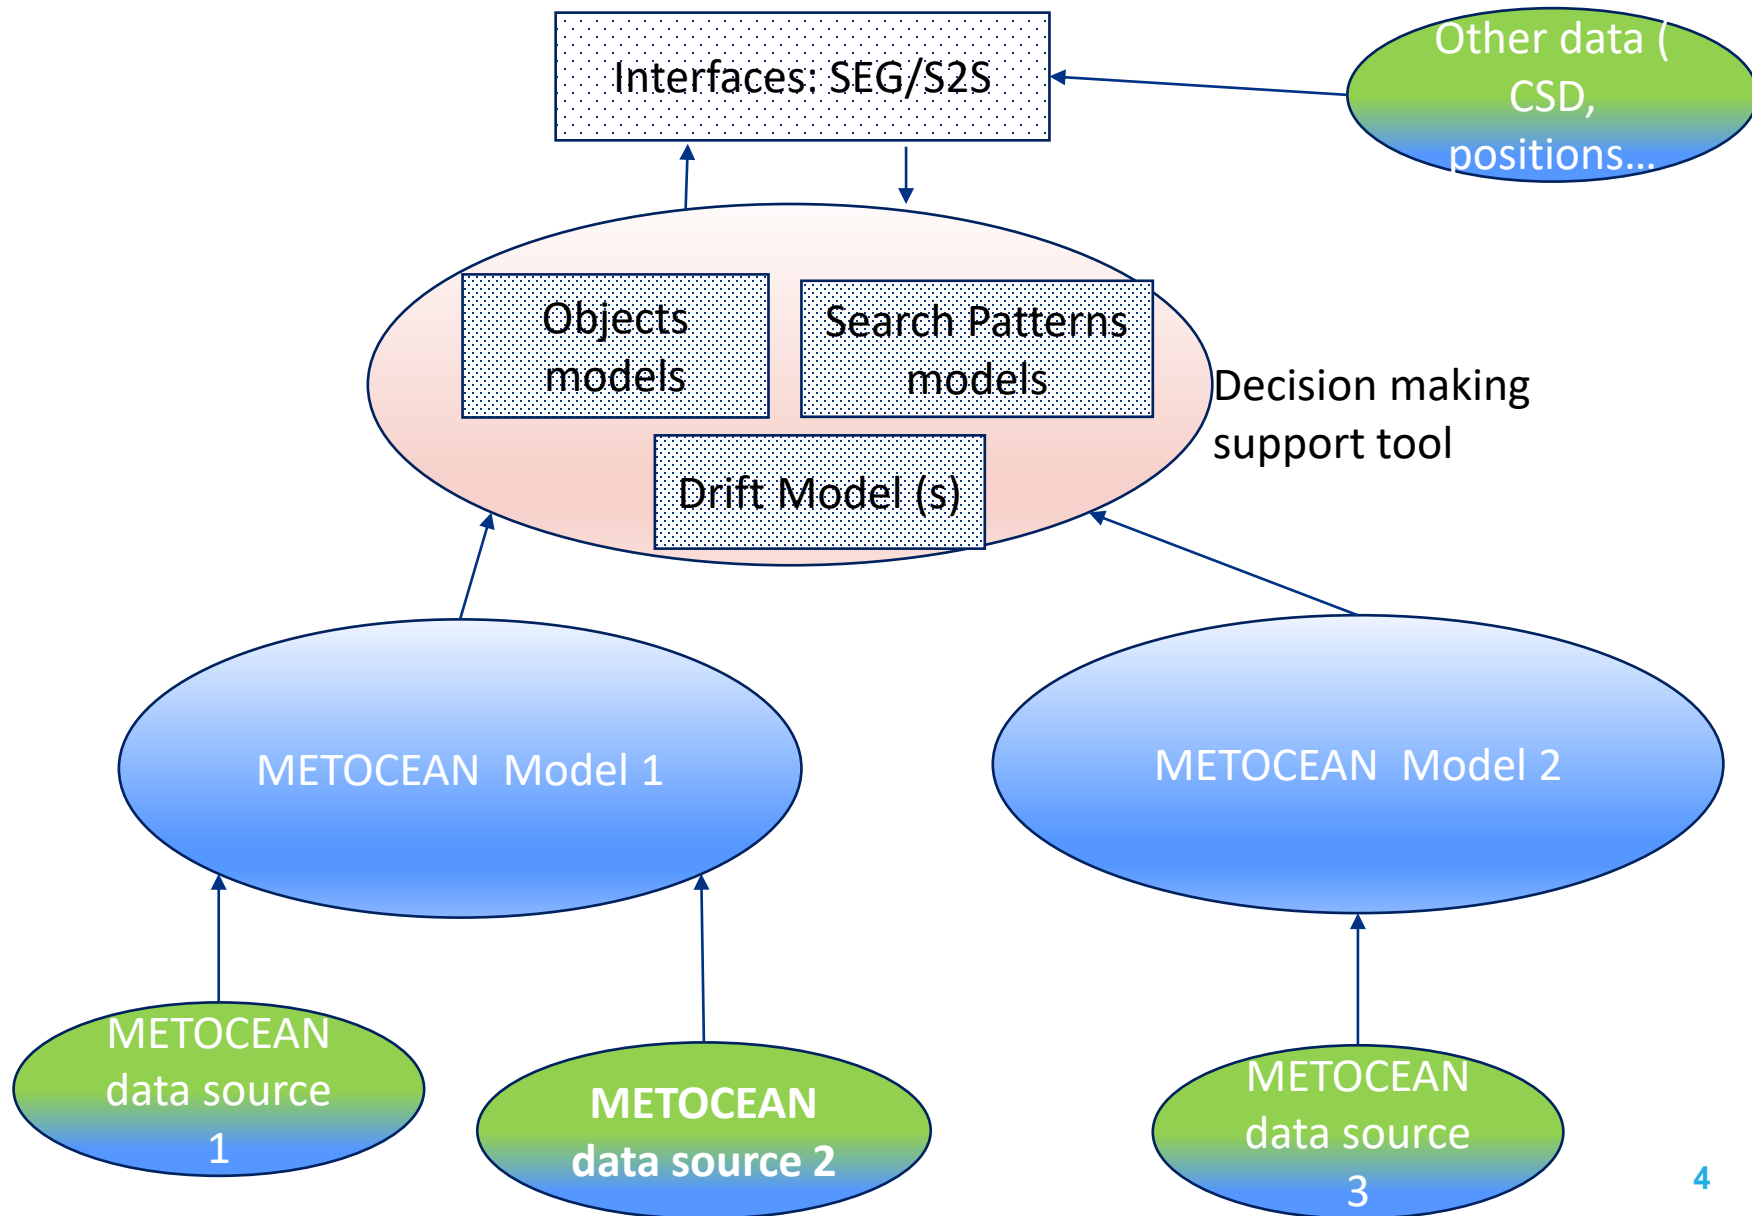 Other data (
CSD,
positions…
Interfaces: SEG/S2S
Objects
models
Search Patterns
models
Decision making
support tool
Drift Model (s)
METOCEAN  Model 1
METOCEAN  Model 2
METOCEAN
data source
1
METOCEAN
data source 2
METOCEAN
data source
3
4